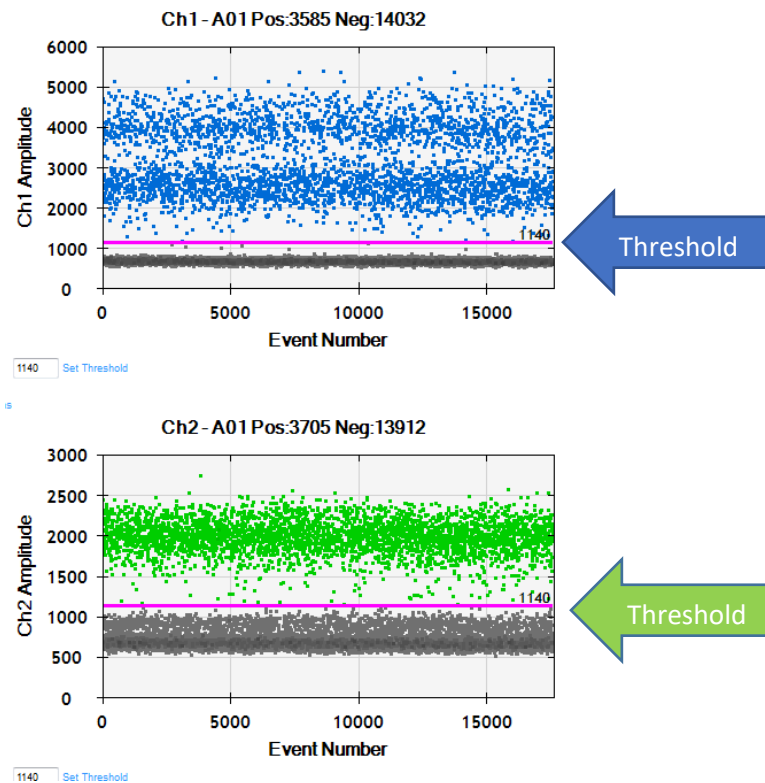 Ch1 - A01 Pos:3585 Neg:14032
6000
5000
4000
3000
2000
1000
0
Ch1 Amplitude
1140
0 5000 10000 15000
Event Number
Threshold
1140 Set Threshold
Ch2 - A01 Pos:3705 Neg:13912
3000
2500
2000
1500
1000
500
0
Ch2 Amplitude
1140
0 5000 10000 15000
Event Number
Threshold
1140 Set Threshold